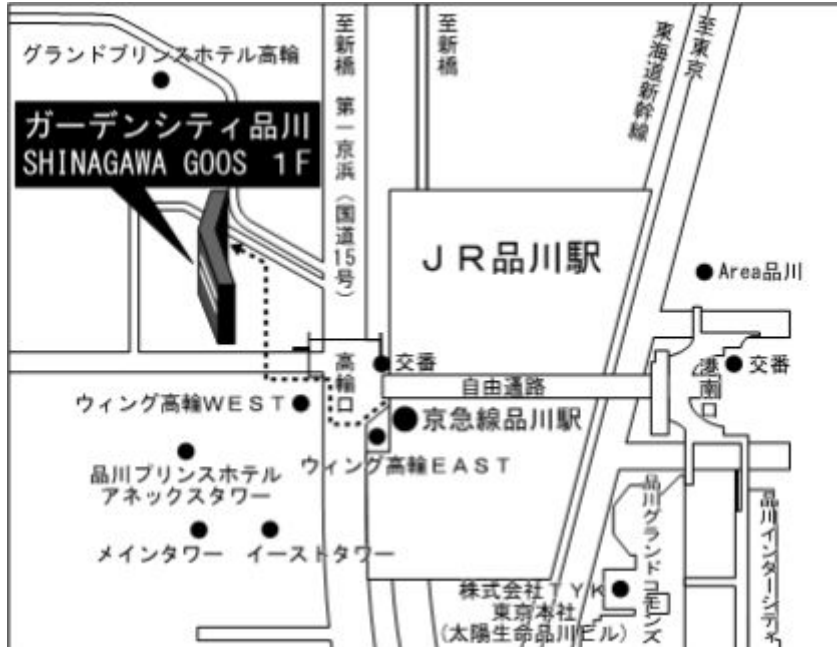 グランドプリンスホテル高輪
ガーデンシティ品川
SHINAGAWA GOOS 1F
至新橋
第一京浜(国道15号)
至新橋
東海道新幹線
至東京
JR品川駅
Area品川
高輪口
交番
自由通路
港南口
交番
ウィング高輪WEST
京急線品川駅
ウィング高輪EAST
品川プリンスホテル
アネックスタワー
メインタワー
イーストタワー
品川グランドコモンズ
品川インターシティ
株式会社TYK
東京本社
(太陽生命品川ビル)